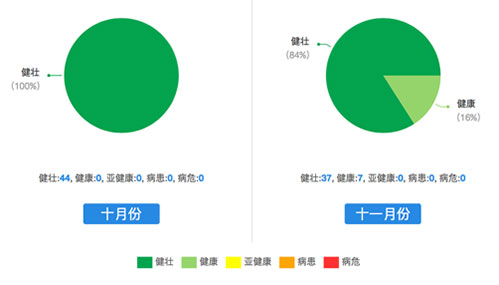 健壮
(100%)
健壮
(84%)
健康
(16%)
健壮:44, 健康:0, 亚健康:0, 病患:0, 病危:0
健壮:37, 健康:7, 亚健康:0, 病患:0, 病危:0
十月份
十一月份
健壮 健康 亚健康 病患 病危